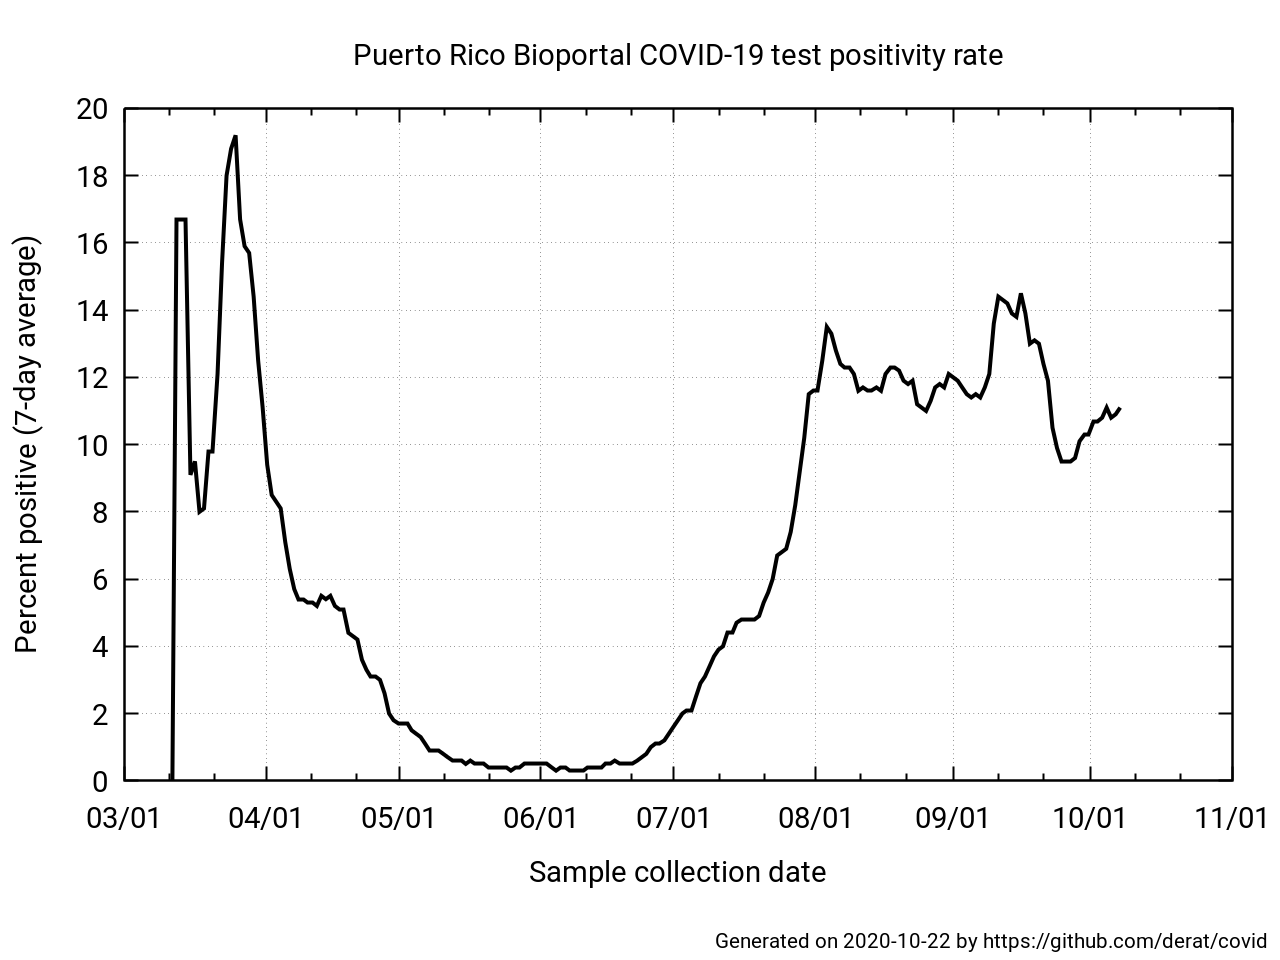 Puerto Rico Bioportal COVID-19 test positivity rate
Percent positive (7-day average)
20
18
16
14
12
10
8
6
4
2
0
03/01 04/01 05/01 06/01 07/01 08/01 09/01 10/01 11/01
Sample collection date
Generated on 2020-10-22 by https://github.com/derat/covid